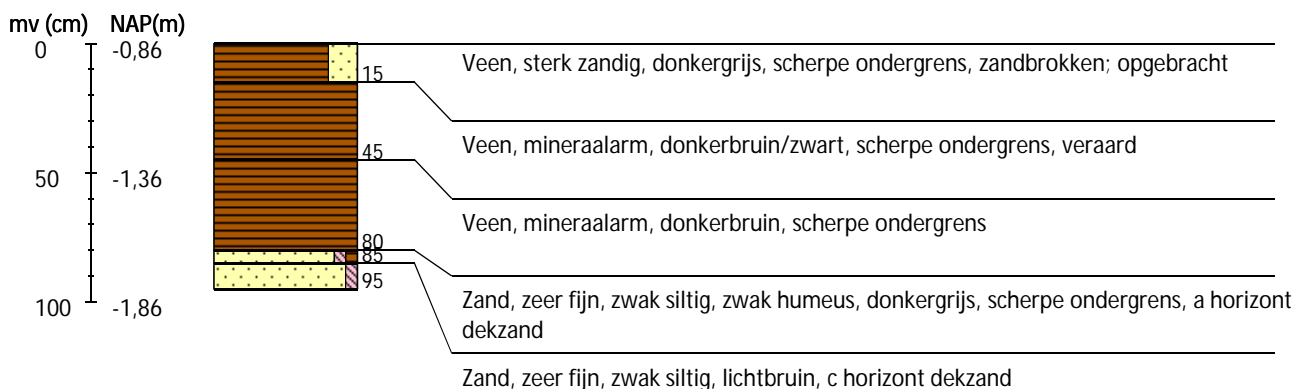 mv (cm) NAP(m)
0 -0,86
Veen, sterk zandig, donkergrijs, scherpe ondergrens, zandbrokken; opgebracht
15
Veen, mineraalarm, donkerbruin/zwart, scherpe ondergrens, veraard
45
50 -1,36
Veen, mineraalarm, donkerbruin, scherpe ondergrens
80
85
95
Zand, zeer fijn, zwak siltig, zwak humeus, donkergrijs, scherpe ondergrens, a horizont
dekzand
100 -1,86
Zand, zeer fijn, zwak siltig, lichtbruin, c horizont dekzand